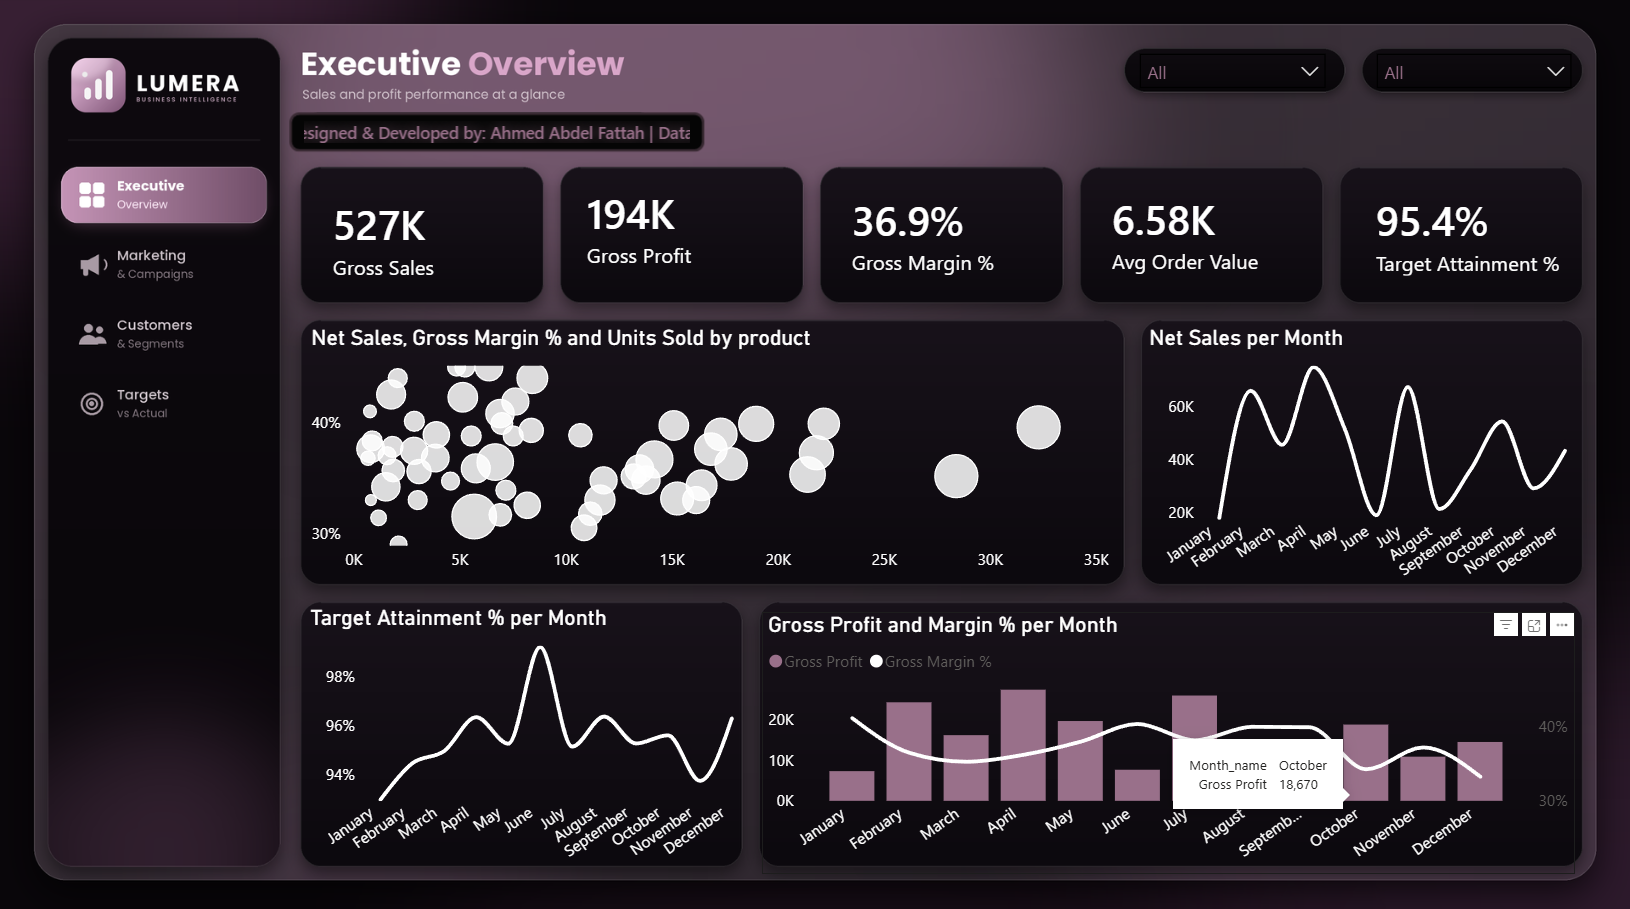 LUMERA
BUSINESS INTELLIGENCE
Executive
Overview
Marketing
& Campaigns
Customers
& Segments
Targets
vs Actual
Executive Overview
Sales and profit performance at a glance
esigned & Developed by: Ahmed Abdel Fattah | Data
All
All
527K
Gross Sales
194K
Gross Profit
36.9%
Gross Margin %
6.58K
Avg Order Value
95.4%
Target Attainment %
Net Sales, Gross Margin % and Units Sold by product
40%
30%
0K 5K 10K 15K 20K 25K 30K 35K
Net Sales per Month
60K
40K
20K
January February March April May June July August September October November December
Target Attainment % per Month
98%
96%
94%
January February March April May June July August September October November December
Gross Profit and Margin % per Month
Gross Profit Gross Margin %
20K
10K
0K
40%
30%
Month_name October
Gross Profit 18,670
January February March April May June July August Septemb... October November December